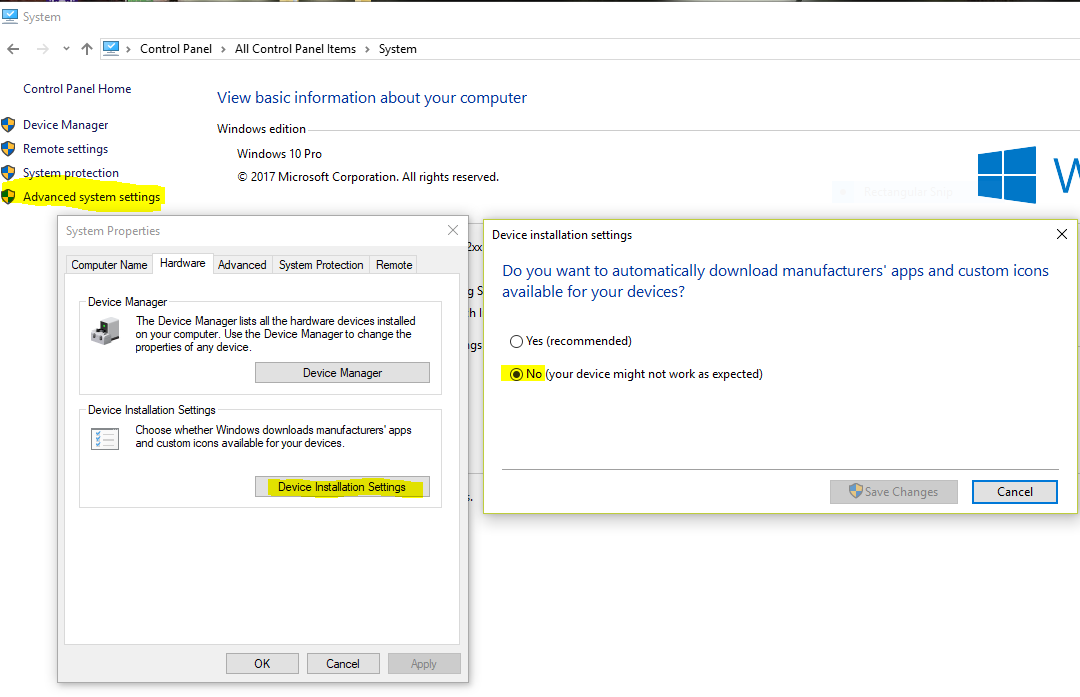 System
Control Panel > All Control Panel Items > System
Control Panel Home
Device Manager
Remote settings
System protection
Advanced system settings
View basic information about your computer
Windows edition
Windows 10 Pro
© 2017 Microsoft Corporation. All rights reserved.
Rectangular Snip
System Properties
Computer Name
Hardware
Advanced
System Protection
Remote
Device Manager
The Device Manager lists all the hardware devices installed
on your computer. Use the Device Manager to change the
properties of any device.
Device Manager
Device Installation Settings
Choose whether Windows downloads manufacturers' apps
and custom icons available for your devices.
Device Installation Settings
OK
Cancel
Apply
Device installation settings
Do you want to automatically download manufacturers' apps and custom icons
available for your devices?
Yes (recommended)
No (your device might not work as expected)
Save Changes
Cancel